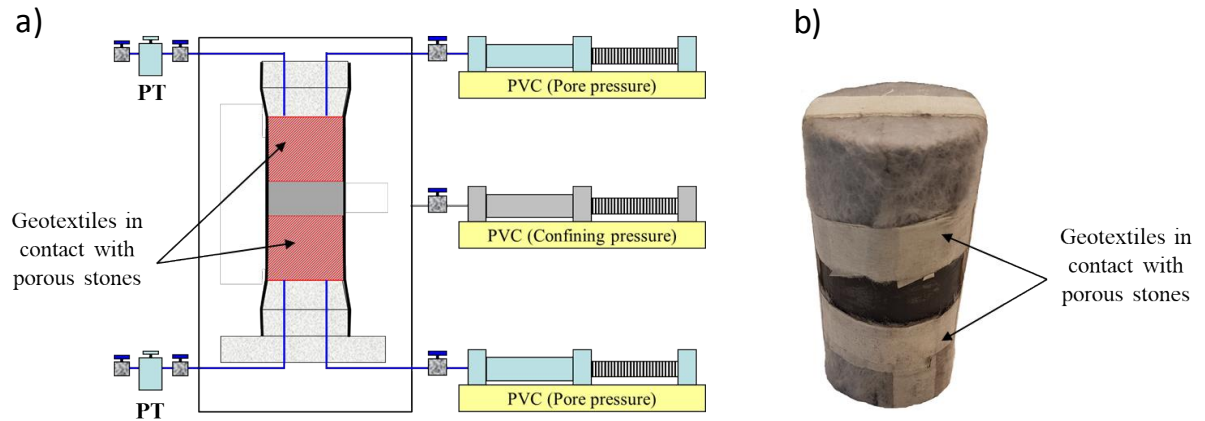 a)
b)
PT
PVC (Pore pressure)
Geotextiles in
contact with
porous stones
PVC (Confining pressure)
Geotextiles in
contact with
porous stones
PT
PVC (Pore pressure)